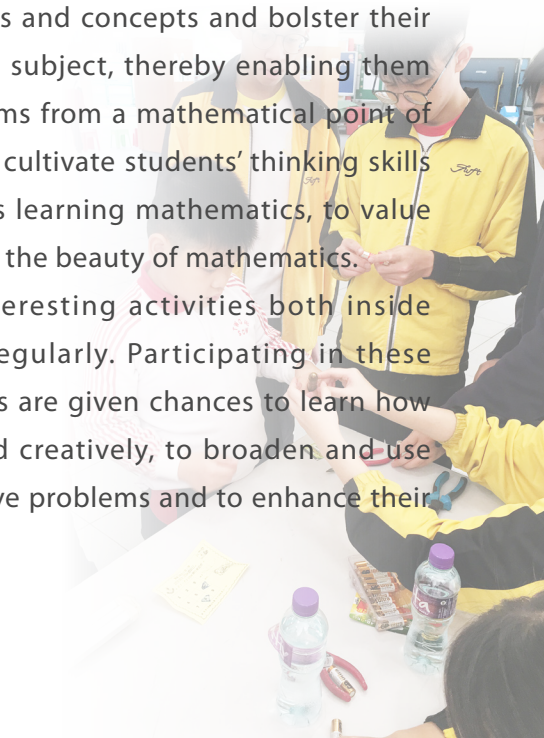 s and concepts and bolster their
subject, thereby enabling them
ms from a mathematical point of
cultivate students’ thinking skills
s learning mathematics, to value
the beauty of mathematics.
eresting activities both inside
egularly. Participating in these
s are given chances to learn how
d creatively, to broaden and use
ve problems and to enhance their